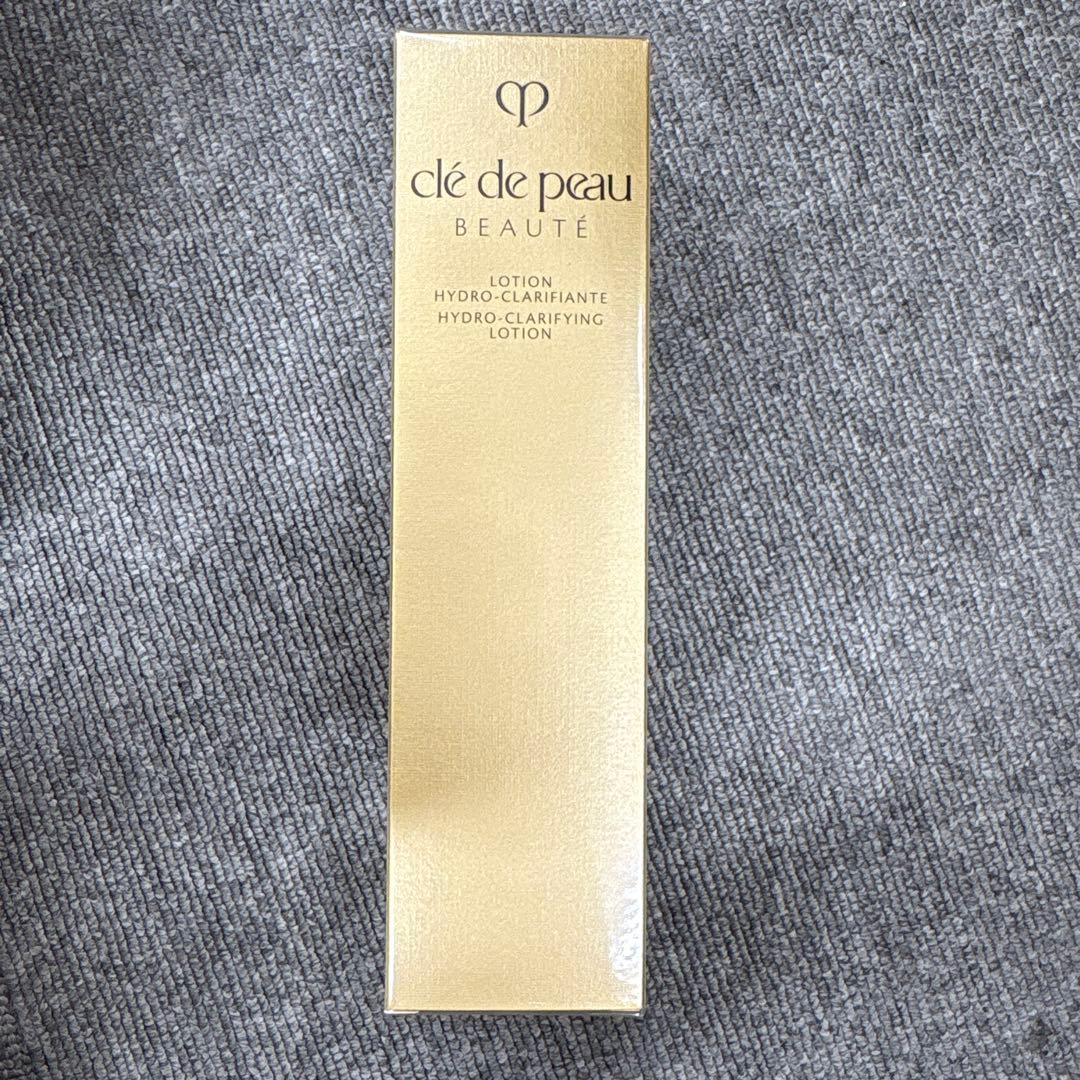 clé de peau
BEAUTÉ
LOTION
HYDRO-CLARIFIANTE
HYDRO-CLARIFYING
LOTION